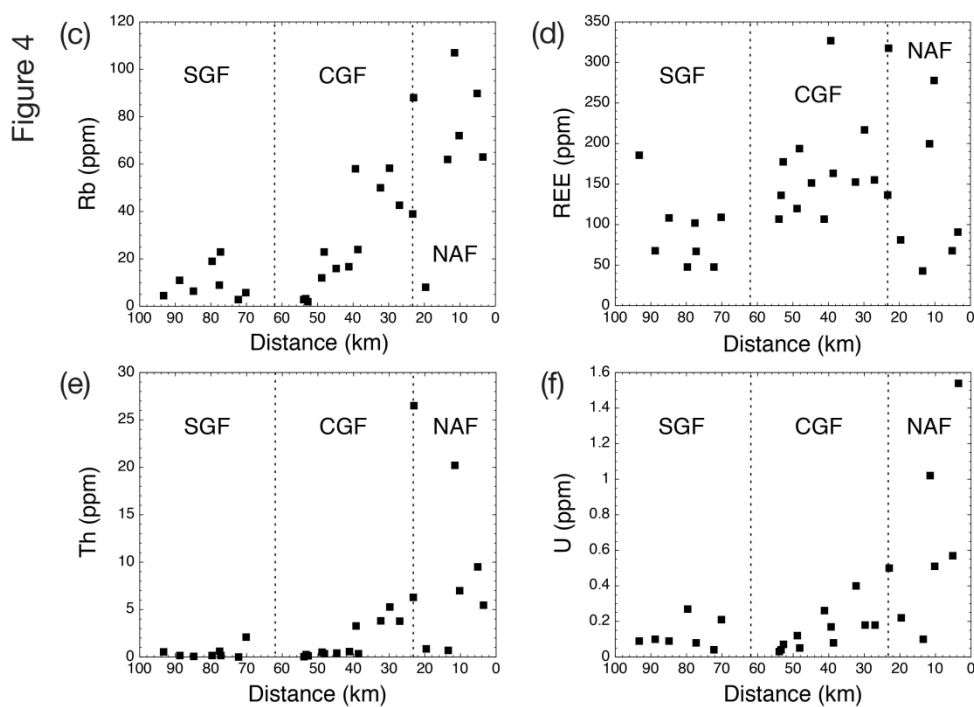 Figure 4
(c)
120
100
80
60
40
20
0
Rb (ppm)
SGF
CGF
NAF
100 90 80 70 60 50 40 30 20 10 0
Distance (km)
(d)
350
300
250
200
150
100
50
0
REE (ppm)
SGF
CGF
NAF
100 90 80 70 60 50 40 30 20 10 0
Distance (km)
(e)
30
25
20
15
10
5
0
Th (ppm)
SGF
CGF
NAF
100 90 80 70 60 50 40 30 20 10 0
Distance (km)
(f)
1.6
1.4
1.2
1
0.8
0.6
0.4
0.2
0
U (ppm)
SGF
CGF
NAF
100 90 80 70 60 50 40 30 20 10 0
Distance (km)